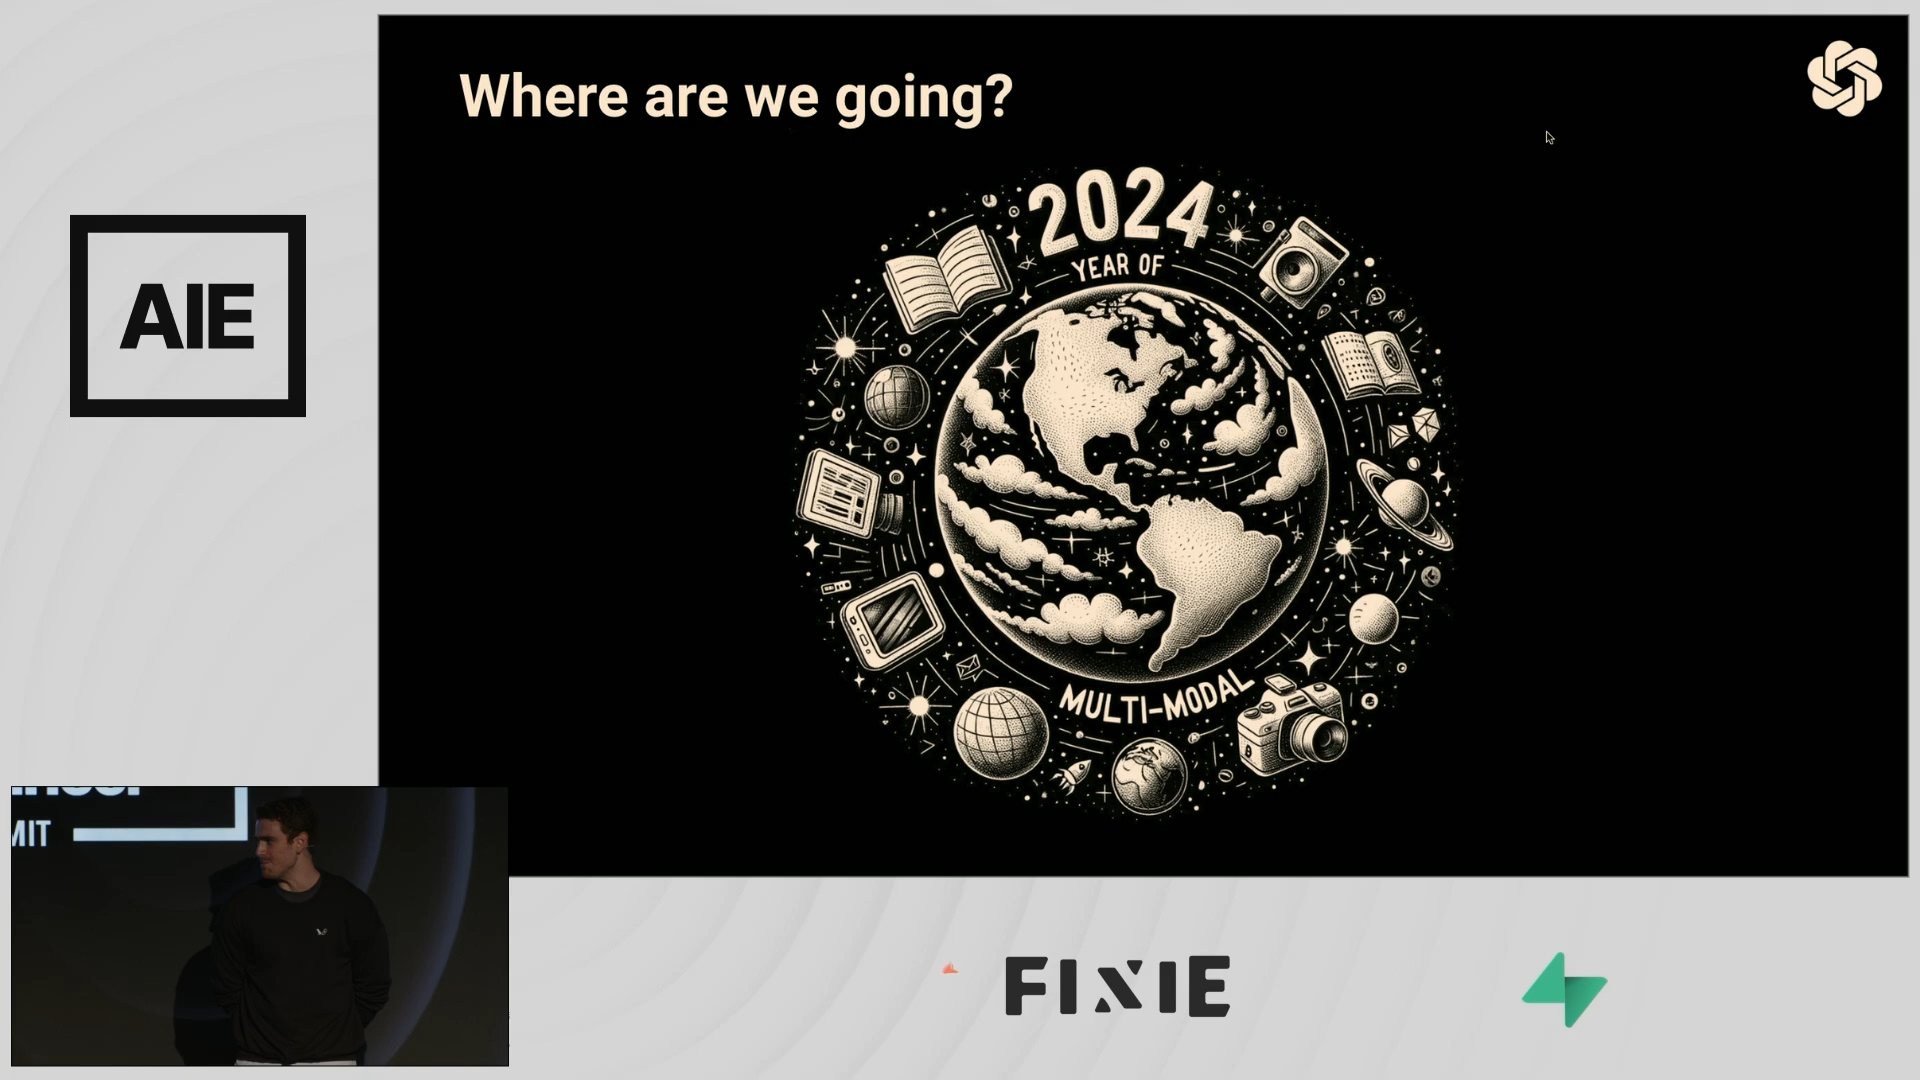 Where are we going?
2024
YEAR OF
MULTI-MODAL
AIE
MIT
FIXIE